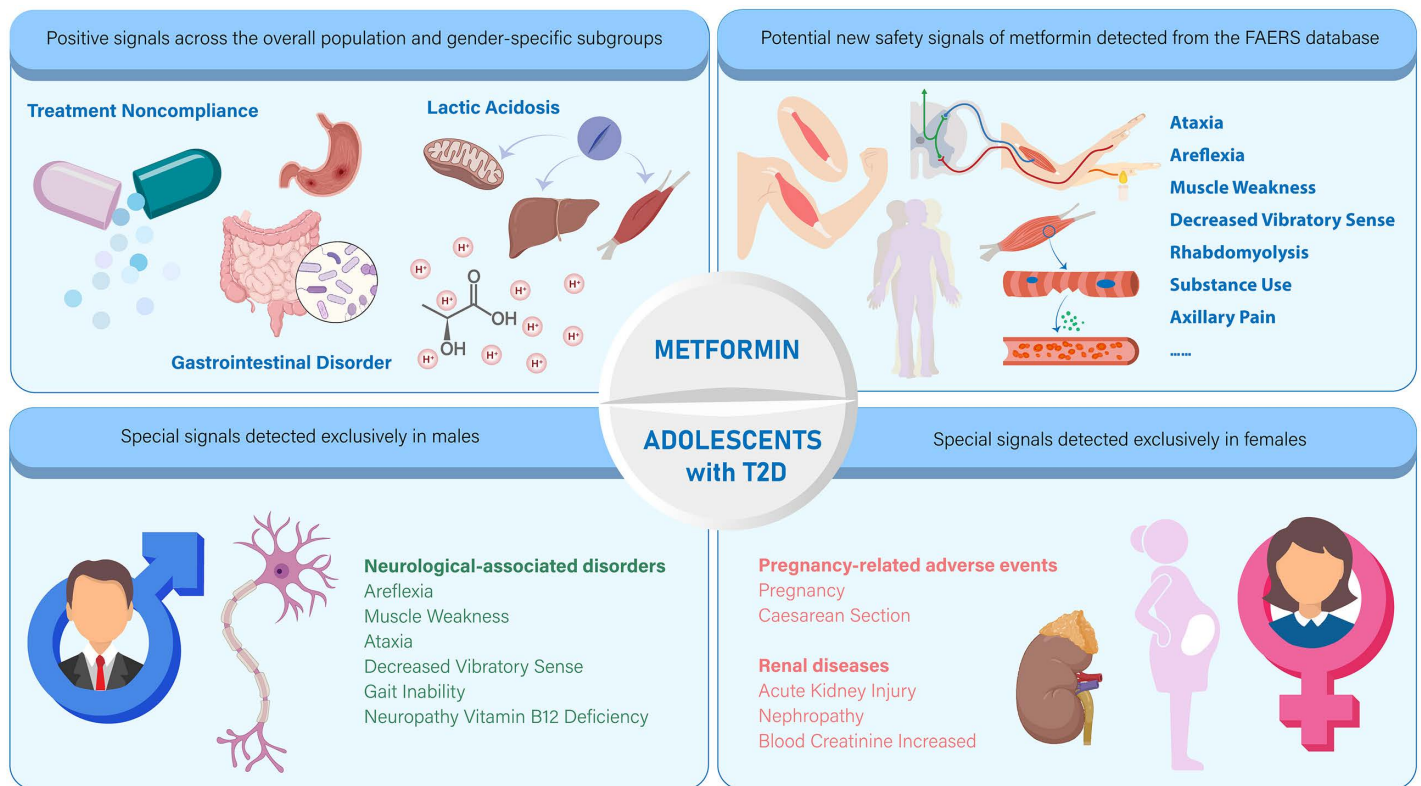 Positive signals across the overall population and gender-specific subgroups
Treatment Noncompliance
Lactic Acidosis
H⁺
H⁺
H⁺
H⁺
H⁺
O
OH
OH
H⁺
H⁺
H⁺
H⁺
H⁺
Gastrointestinal Disorder
Potential new safety signals of metformin detected from the FAERS database
Ataxia
Areflexia
Muscle Weakness
Decreased Vibratory Sense
Rhabdomyolysis
Substance Use
Axillary Pain
......
METFORMIN
ADOLESCENTS
with T2D
Special signals detected exclusively in males
Neurological-associated disorders
Areflexia
Muscle Weakness
Ataxia
Decreased Vibratory Sense
Gait Inability
Neuropathy Vitamin B12 Deficiency
Special signals detected exclusively in females
Pregnancy-related adverse events
Pregnancy
Caesarean Section
Renal diseases
Acute Kidney Injury
Nephropathy
Blood Creatinine Increased